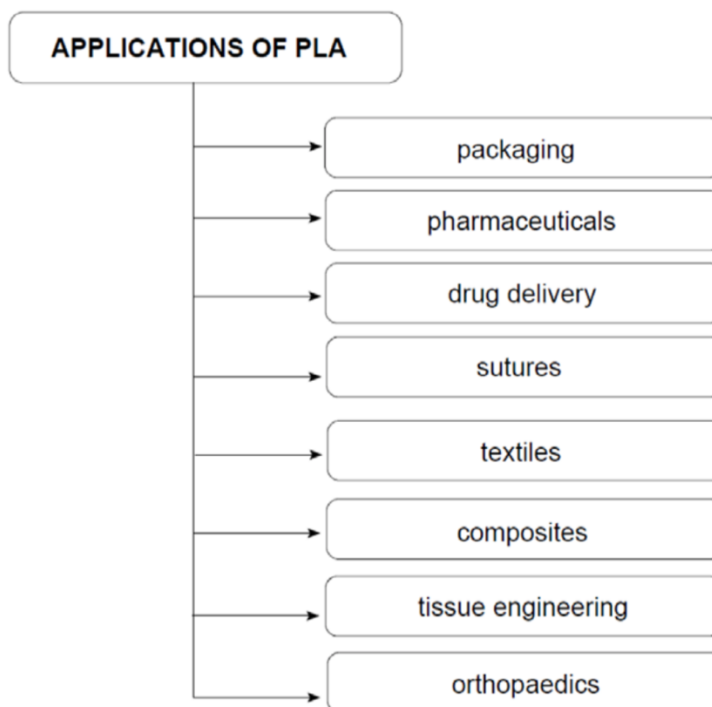 APPLICATIONS OF PLA
packaging
pharmaceuticals
drug delivery
sutures
textiles
composites
tissue engineering
orthopaedics